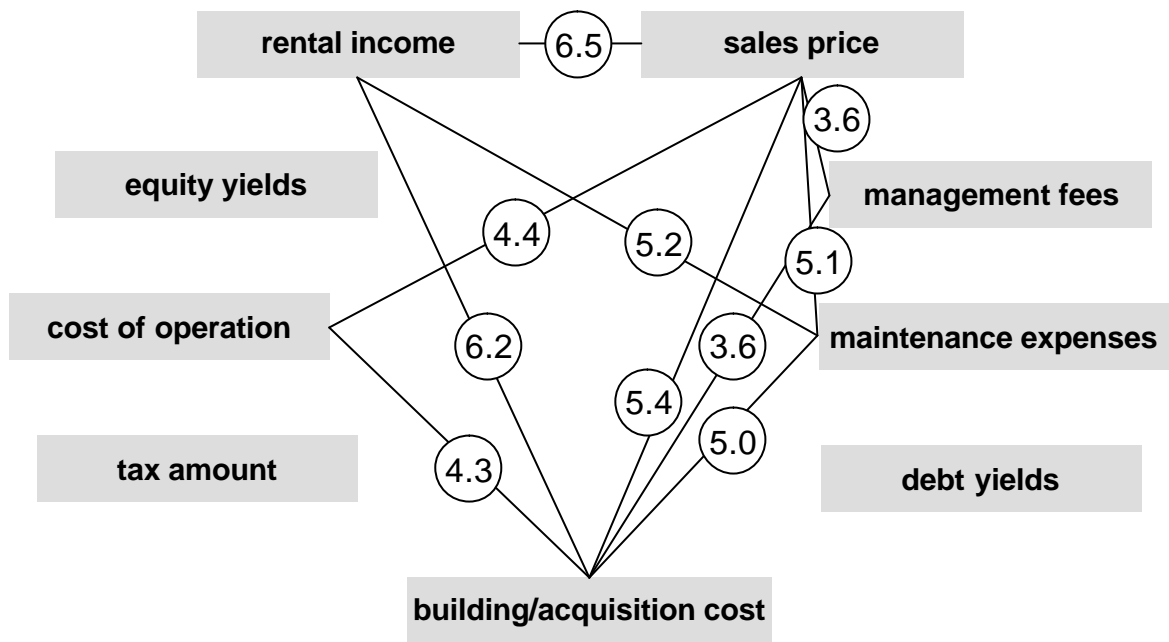 rental income
6.5
sales price
3.6
equity yields
management fees
4.4
5.2
5.1
cost of operation
6.2
3.6
maintenance expenses
5.4
5.0
tax amount
4.3
debt yields
building/acquisition cost